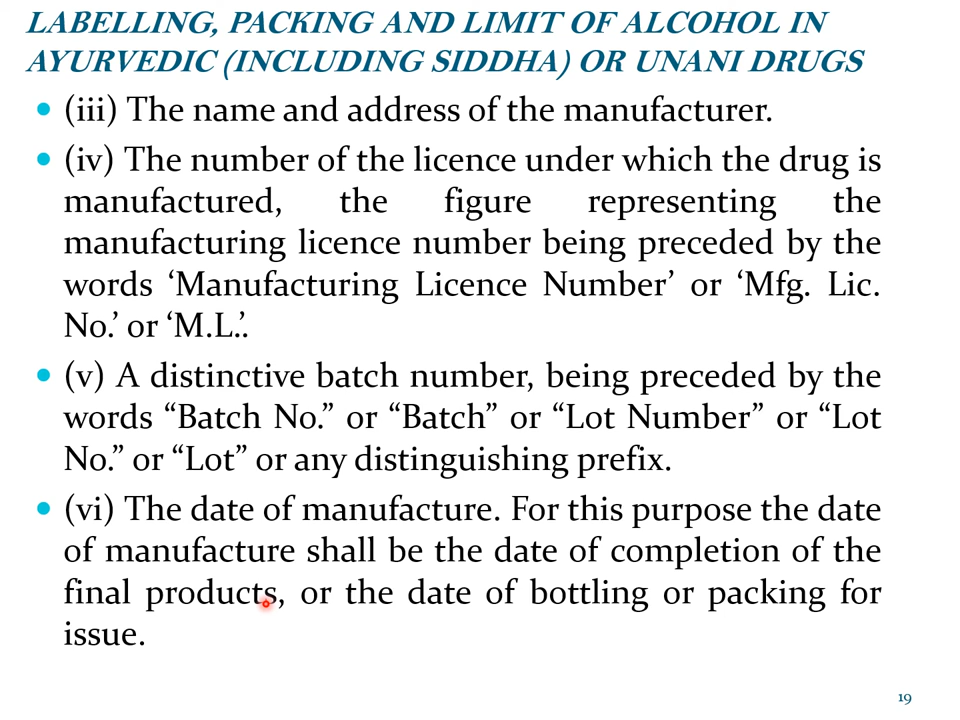 LABELLING, PACKING AND LIMIT OF ALCOHOL IN
AYURVEDIC (INCLUDING SIDDHA) OR UNANI DRUGS
• (iii) The name and address of the manufacturer.
• (iv) The number of the licence under which the drug is
manufactured, the figure representing the
manufacturing licence number being preceded by the
words ‘Manufacturing Licence Number’ or ‘Mfg. Lic.
No.’ or ‘M.L.’.
• (v) A distinctive batch number, being preceded by the
words “Batch No.” or “Batch” or “Lot Number” or “Lot
No.” or “Lot” or any distinguishing prefix.
• (vi) The date of manufacture. For this purpose the date
of manufacture shall be the date of completion of the
final products, or the date of bottling or packing for
issue.
19